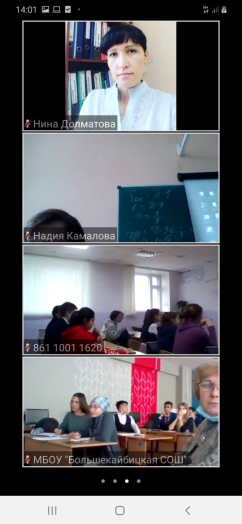 14:01
Нина Долматова
Надия Камалова
861 1001 1620
МБОУ "Большекайбицкая СОШ"